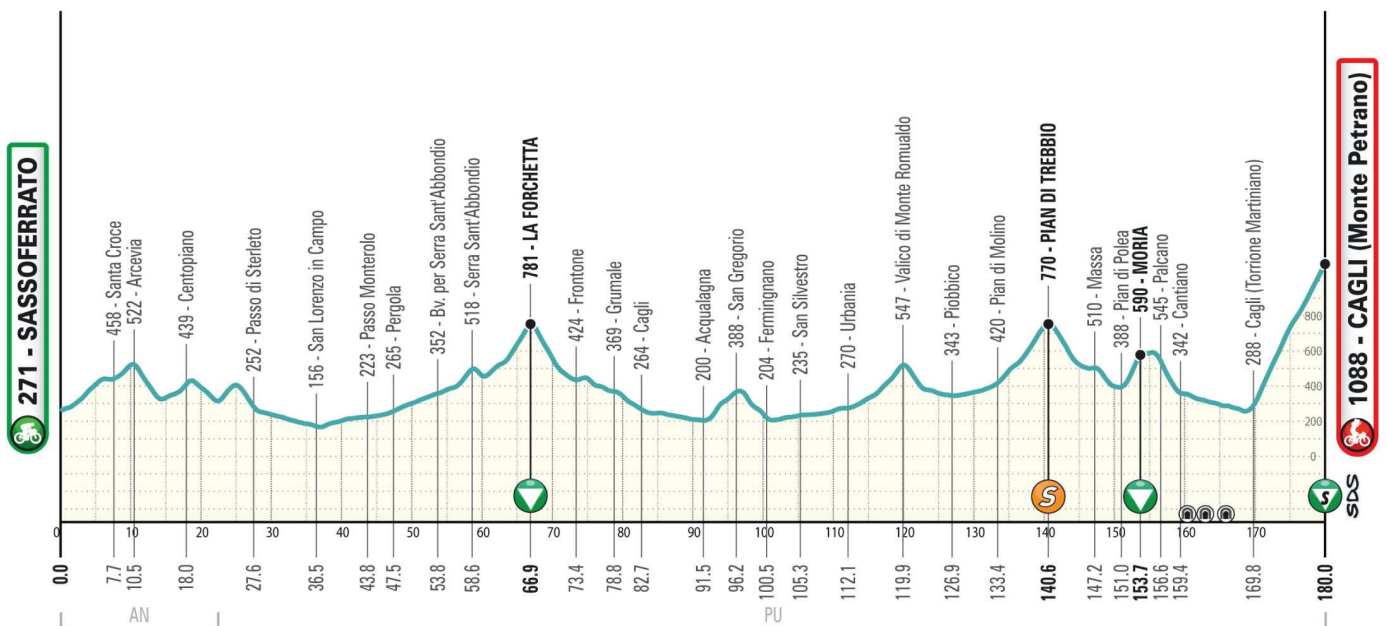 271 - SASSOFERRATO
458 - Santa Croce
522 - Arcevia
439 - Centopiano
252 - Passo di Sterleto
156 - San Lorenzo in Campo
223 - Passo Monterolo
265 - Pergola
352 - Bv. per Serra Sant'Abbondio
518 - Serra Sant'Abbondio
781 - LA FORCHETTA
424 - Frontone
369 - Grumale
264 - Cagli
200 - Acqualagna
388 - San Gregorio
204 - Fermingnano
235 - San Silvestro
270 - Urbania
547 - Valico di Monte Romualdo
343 - Piobbico
420 - Pian di Molino
770 - PIAN DI TREBBIO
510 - Massa
388 - Pian di Polea
590 - MORIA
545 - Palcano
342 - Cantiano
288 - Cagli (Torrione Martiniano)
1088 - CAGLI (Monte Petrano)
800
600
400
200
0
S
S
SDS
0 10 20 30 40 50 60 70 80 90 100 110 120 130 140 150 160 170
0.0 7.7 10.5 18.0 27.6 36.5 43.8 47.5 53.8 58.6 66.9 73.4 78.8 82.7 91.5 96.2 100.5 105.3 112.1 119.9 126.9 133.4 140.6 147.2 151.0 153.7 156.6 159.4 169.8 180.0
AN PU